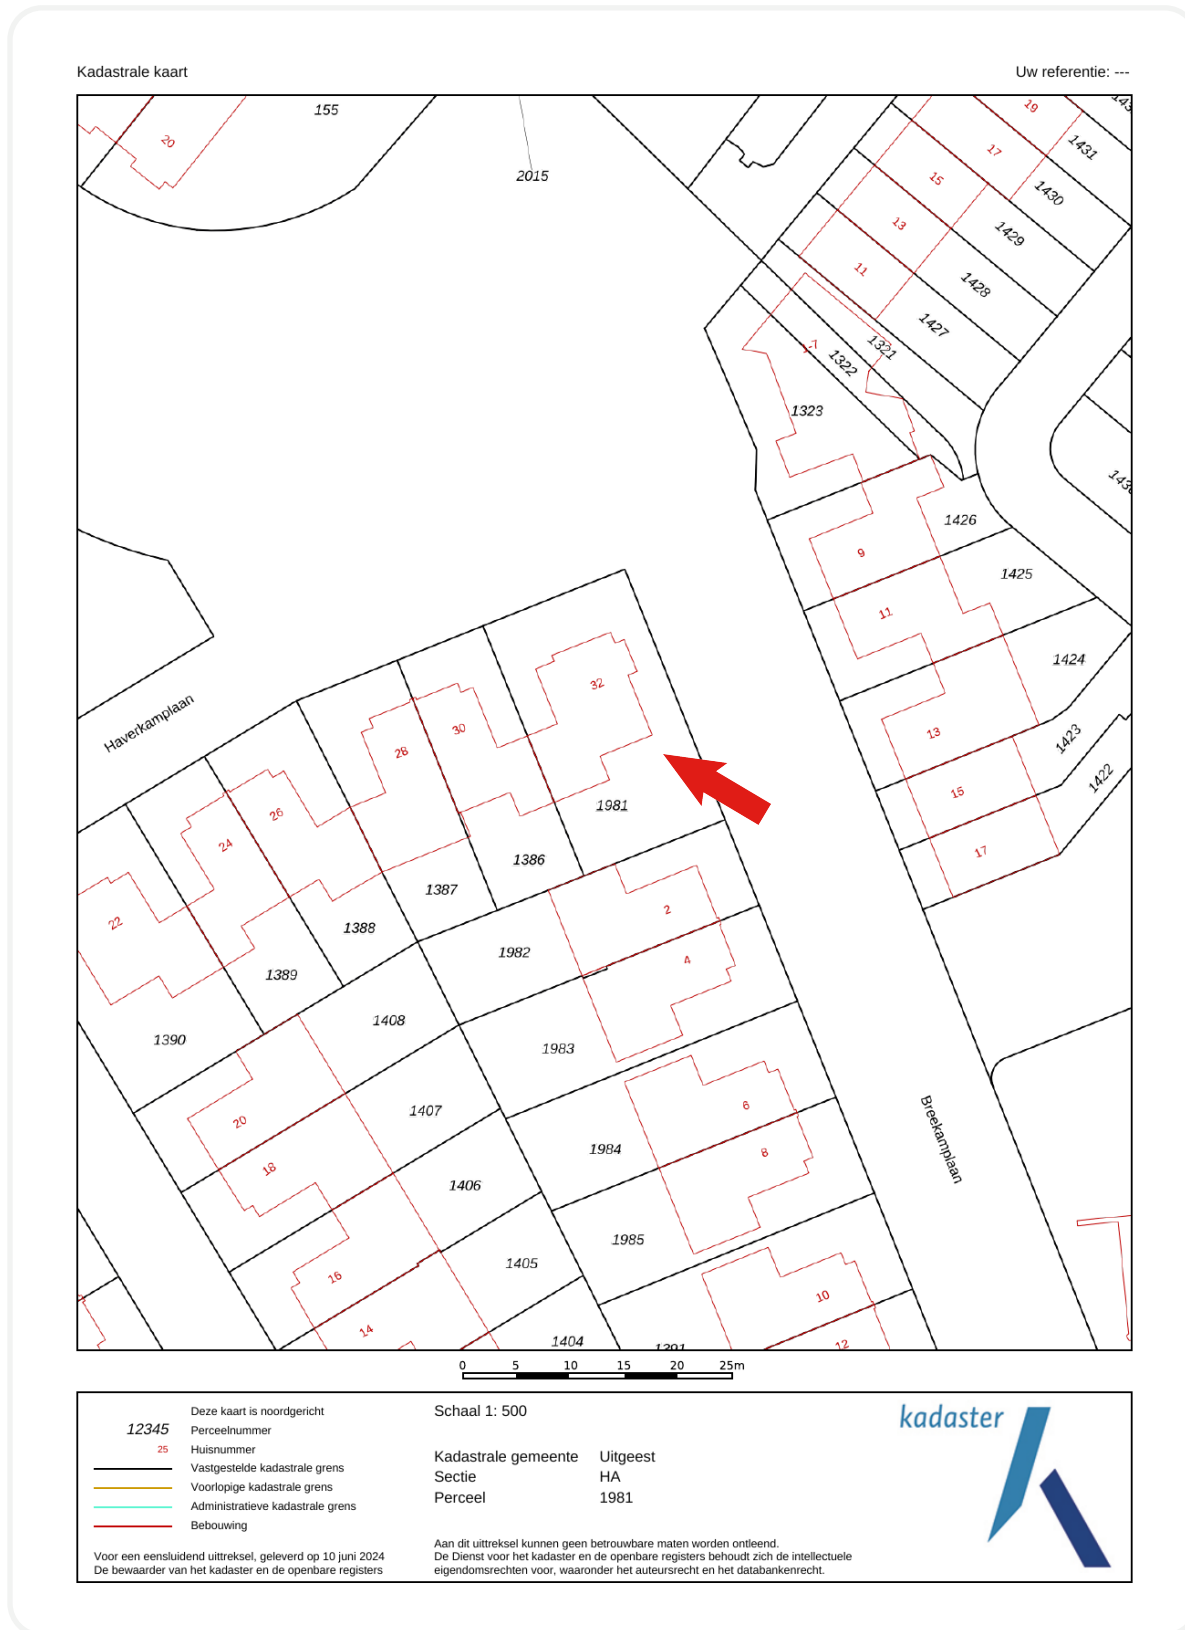 Kadastrale kaart
Uw referentie: ---
155
20
2015
19
17
15
13
11
1431
1430
1429
1428
1427
1321
1322
1323
1426
9
1425
11
1424
13
1423
15
1422
17
Haverkamplaan
32
30
28
26
24
22
1981
1386
1387
1388
1389
1390
2
1982
4
1983
1408
20
1407
18
6
1984
8
1406
1985
16
1405
14
10
1404
1391
12
Breekamplaan
0 5 10 15 20 25m
Deze kaart is noordgericht
12345 Perceelnummer
25 Huisnummer
Vastgestelde kadastrale grens
Voorlopige kadastrale grens
Administratieve kadastrale grens
Bebouwing
Voor een eensluidend uittreksel, geleverd op 10 juni 2024
De bewaarder van het kadaster en de openbare registers
Schaal 1: 500
Kadastrale gemeente Uitgeest
Sectie HA
Perceel 1981
Aan dit uittreksel kunnen geen betrouwbare maten worden ontleend.
De Dienst voor het kadaster en de openbare registers behoudt zich de intellectuele
eigendomsrechten voor, waaronder het auteursrecht en het databankenrecht.
kadaster